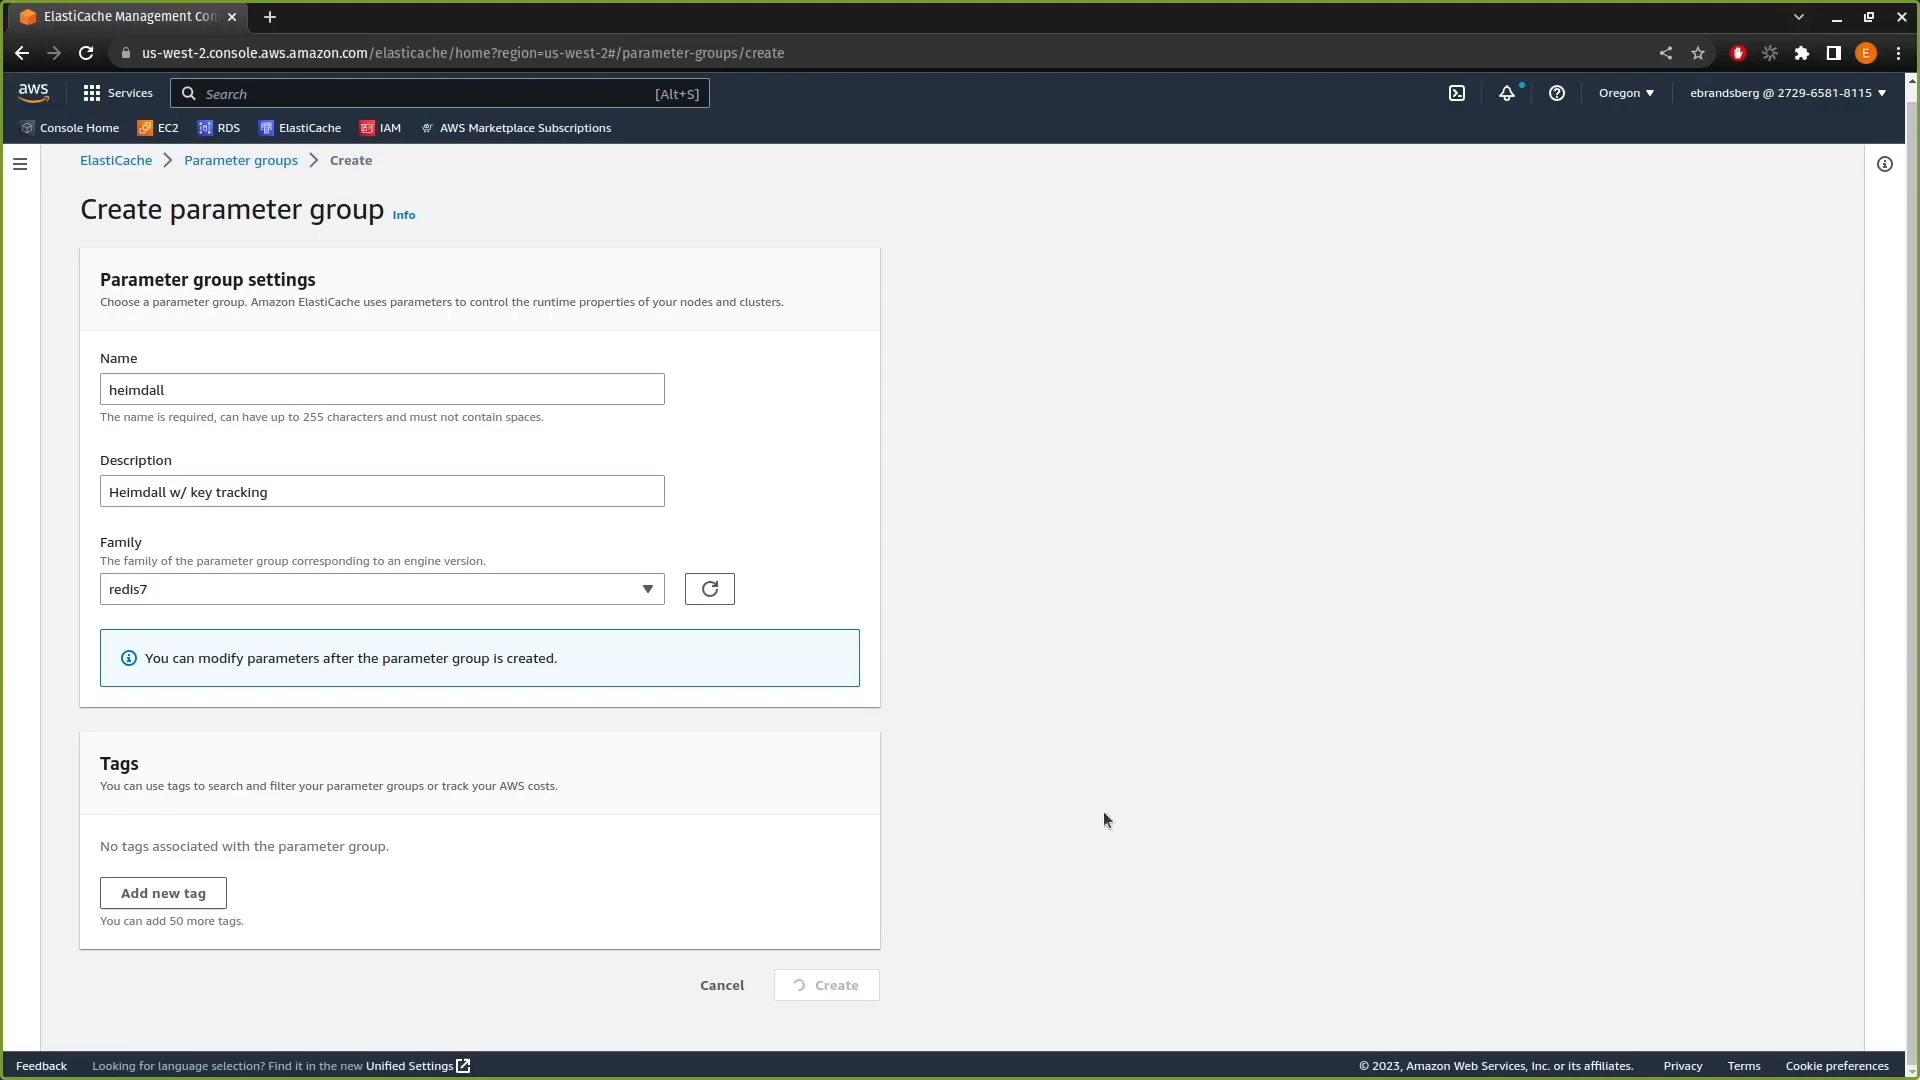 ElastiCache Management Con
us-west-2.console.aws.amazon.com/elasticache/home?region=us-west-2#/parameter-groups/create
E
aws
Services
Search
[Alt+S]
Oregon
ebrandsberg @ 2729-6581-8115
Console Home
EC2
RDS
ElastiCache
IAM
AWS Marketplace Subscriptions
ElastiCache
Parameter groups
Create
Create parameter group Info
Parameter group settings
Choose a parameter group. Amazon ElastiCache uses parameters to control the runtime properties of your nodes and clusters.
Name
heimdall
The name is required, can have up to 255 characters and must not contain spaces.
Description
Heimdall w/ key tracking
Family
The family of the parameter group corresponding to an engine version.
redis7
You can modify parameters after the parameter group is created.
Tags
You can use tags to search and filter your parameter groups or track your AWS costs.
No tags associated with the parameter group.
Add new tag
You can add 50 more tags.
Cancel
Create
Feedback
Looking for language selection? Find it in the new Unified Settings
© 2023, Amazon Web Services, Inc. or its affiliates.
Privacy
Terms
Cookie preferences